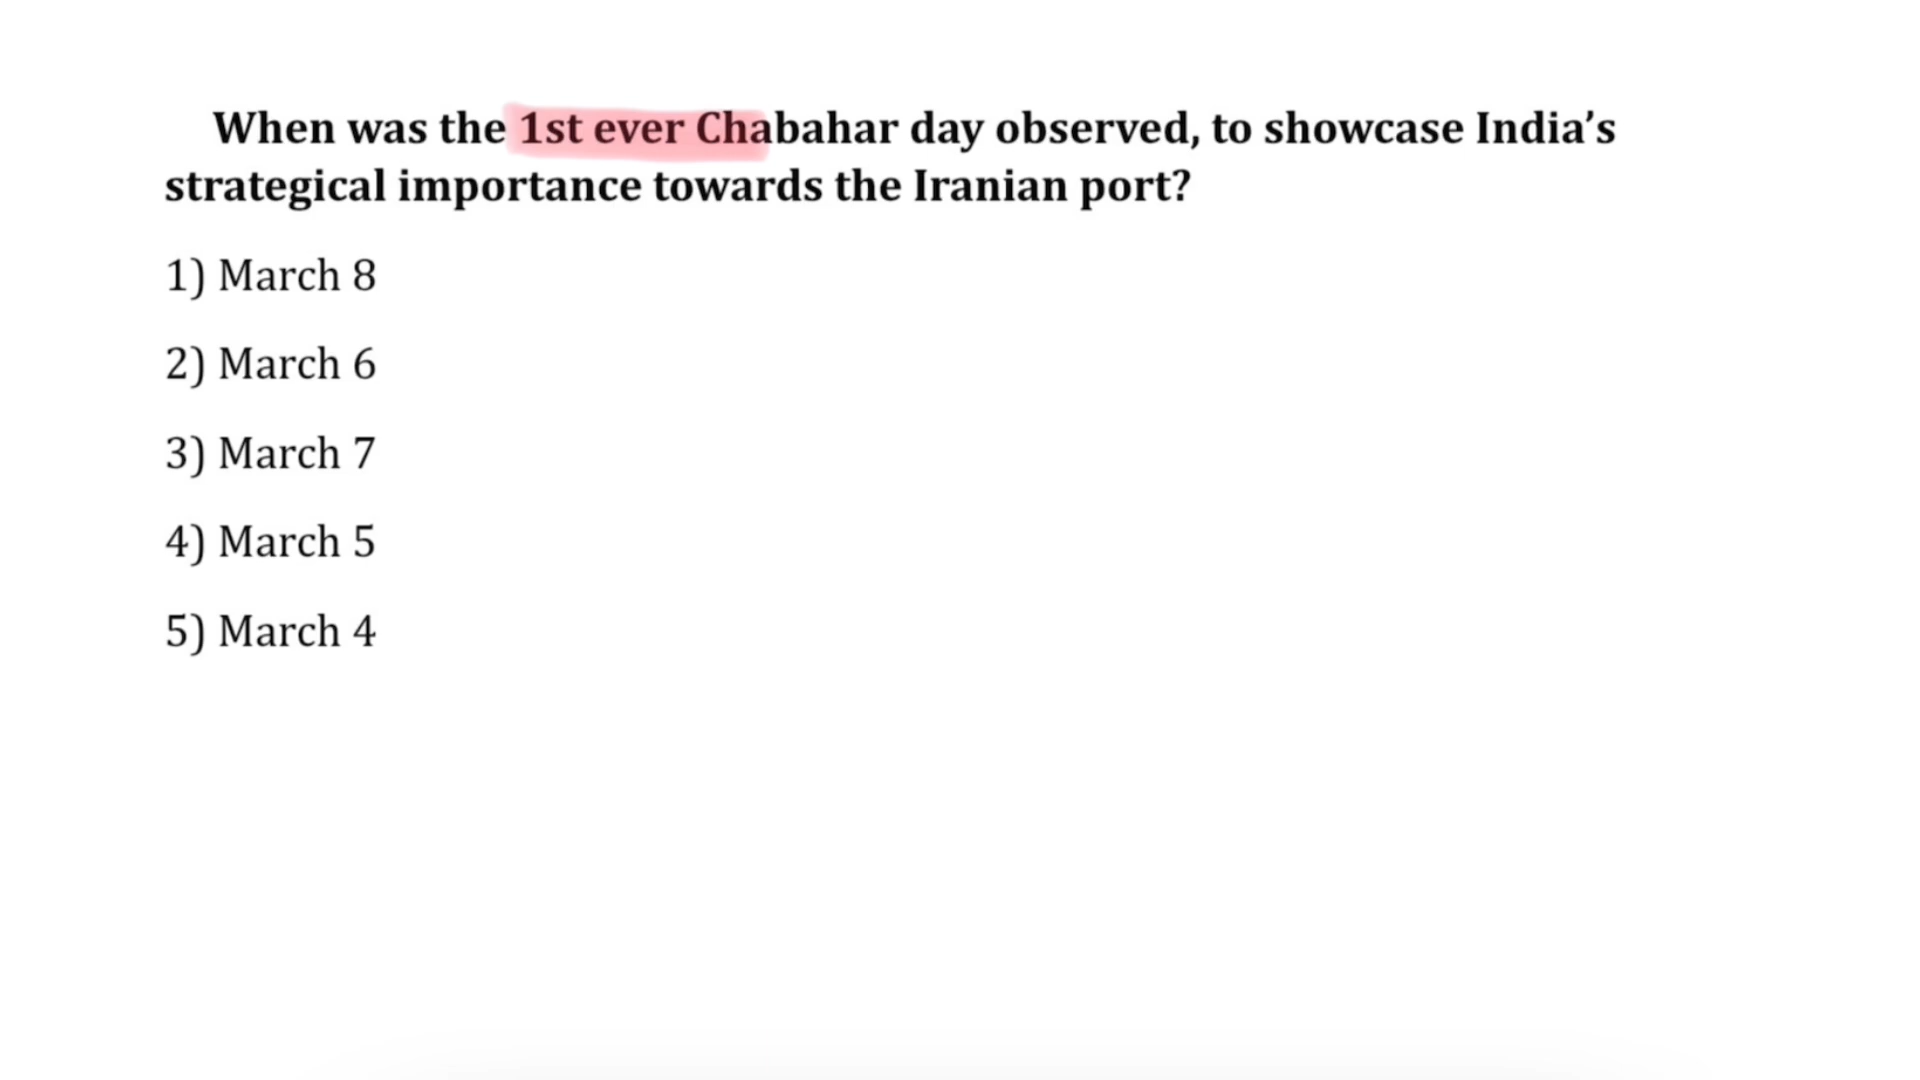 When was the 1st ever Chabahar day observed, to showcase India’s
strategical importance towards the Iranian port?
1) March 8
2) March 6
3) March 7
4) March 5
5) March 4